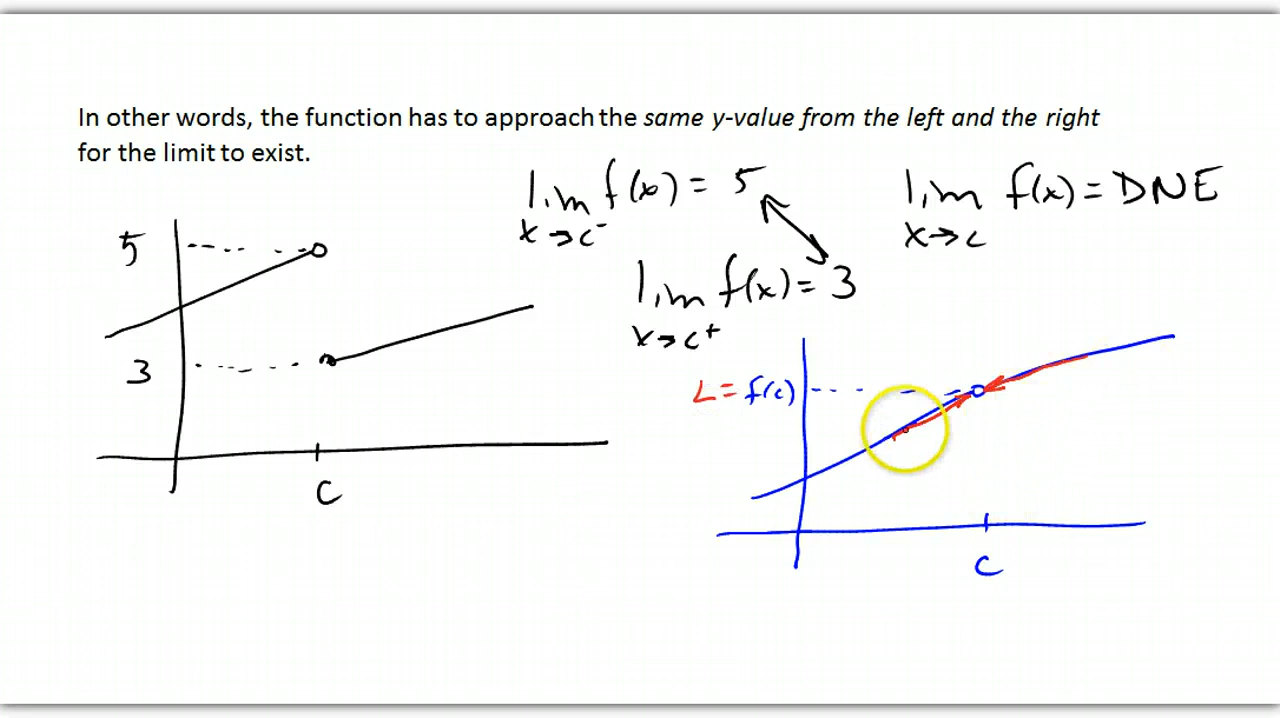 In other words, the function has to approach the same y-value from the left and the right
for the limit to exist.
lim f(x) = 5
x→c⁻
lim f(x) = DNE
x→c
lim f(x) = 3
x→c⁺
5
3
c
L = f(c)
c